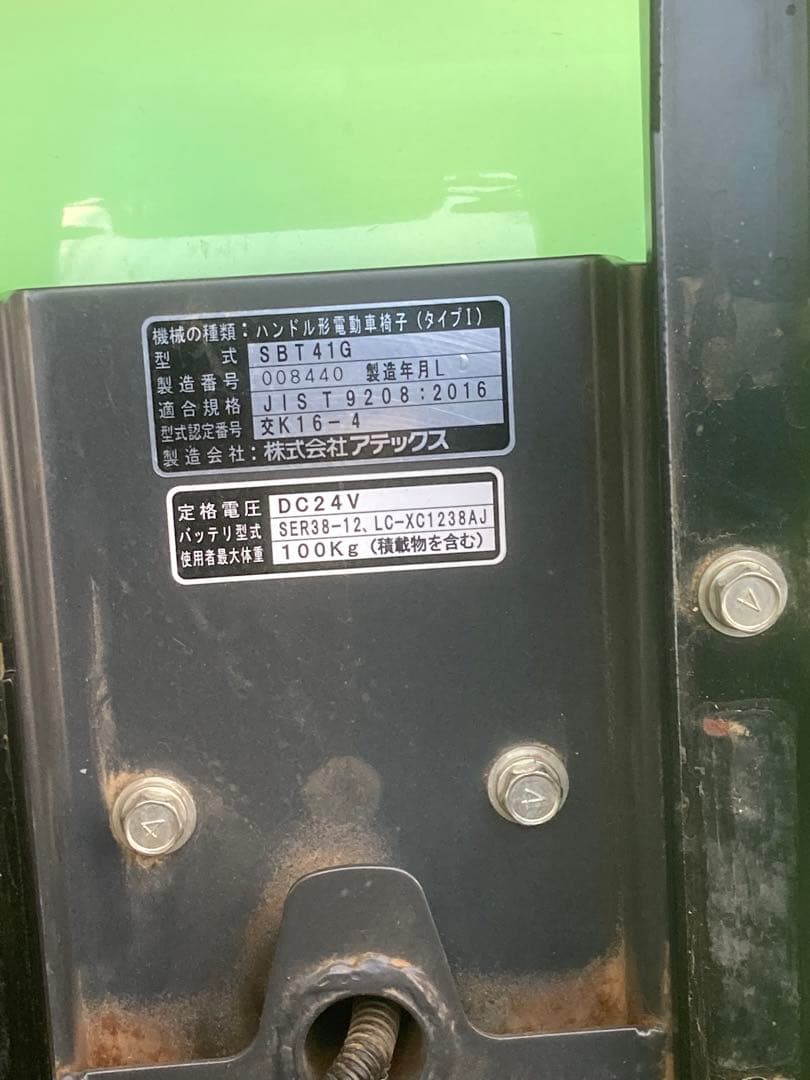 機械の種類：ハンドル形電動車椅子（タイプⅠ）
型 式 SBT41G
製造番号 008440 製造年月L
適合規格 JIS T 9208：2016
型式認定番号 交K16-4
製造会社：株式会社アテックス
定格電圧 DC24V
バッテリ型式 SER38-12、LC-XC1238AJ
使用者最大体重 100Kg（積載物を含む）